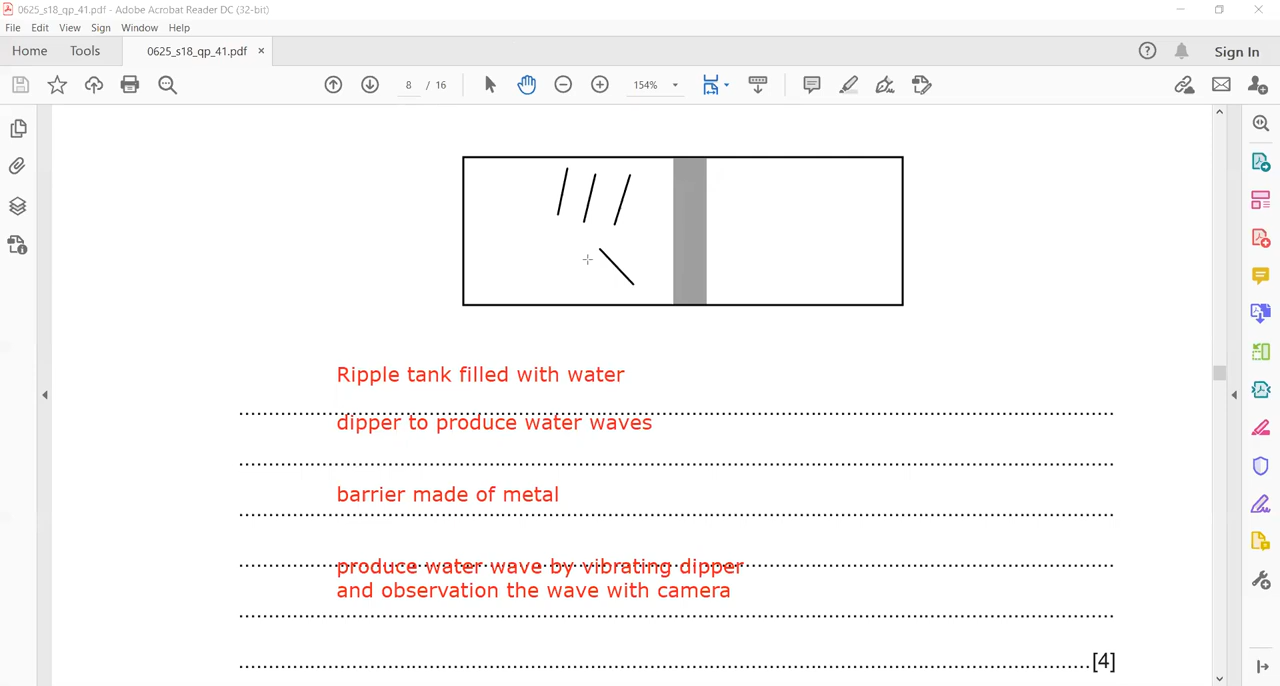 0625_s18_qp_41.pdf - Adobe Acrobat Reader DC (32-bit)
File Edit View Sign Window Help
Home Tools 0625_s18_qp_41.pdf × Sign In
8 / 16 154%
Ripple tank filled with water
dipper to produce water waves
barrier made of metal
produce water wave by vibrating dipper
and observation the wave with camera
[4]